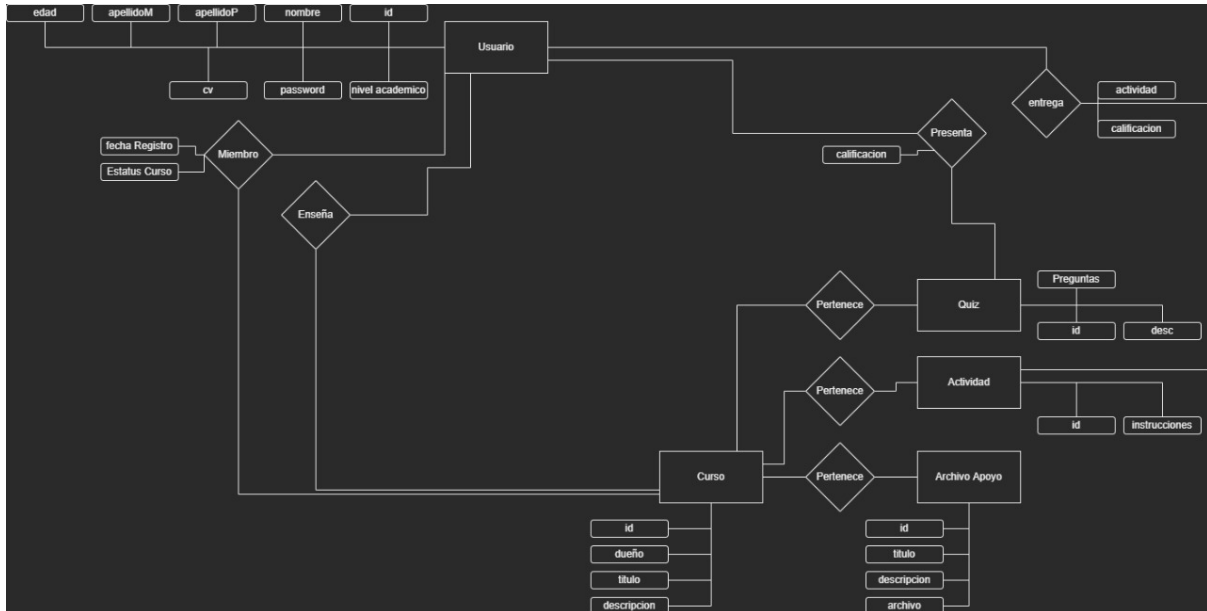 edad
apellidoM
apellidoP
nombre
id
Usuario
cv
password
nivel academico
entrega
actividad
calificacion
Presenta
calificacion
fecha Registro
Estatus Curso
Miembro
Enseña
Pertenece
Quiz
Preguntas
id
desc
Pertenece
Actividad
id
instrucciones
Curso
Pertenece
Archivo Apoyo
id
dueño
titulo
descripcion
id
titulo
descripcion
archivo